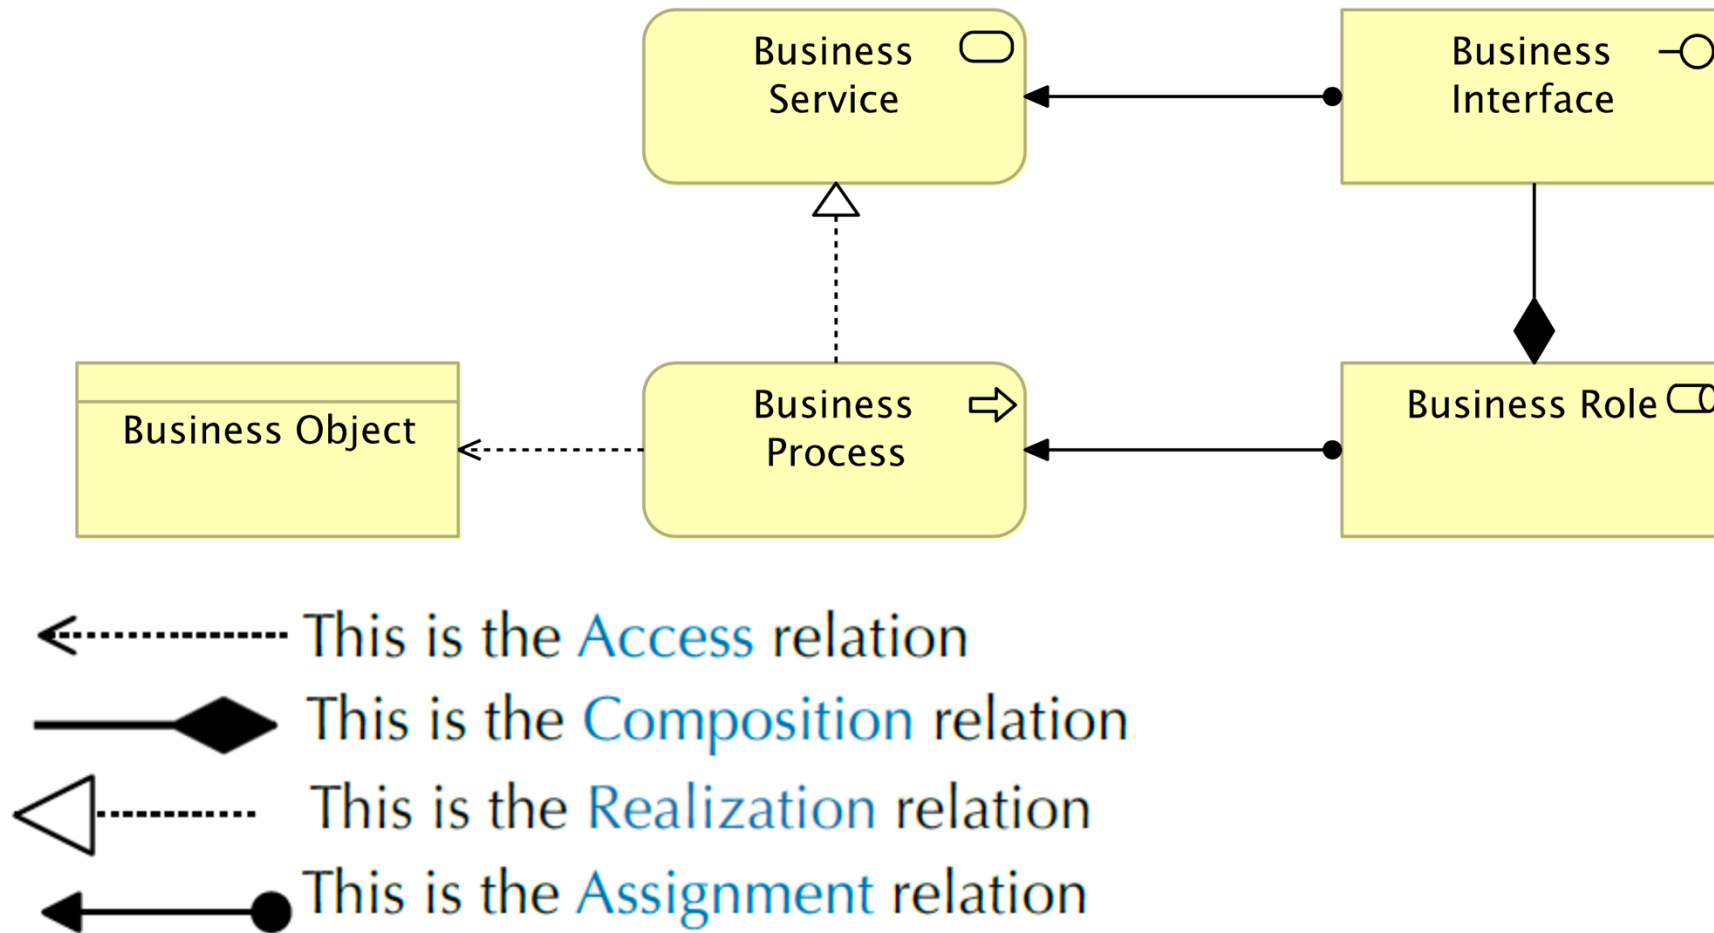 Business
Service
Business
Interface
Business Object
Business
Process
Business Role
This is the Access relation
This is the Composition relation
This is the Realization relation
This is the Assignment relation